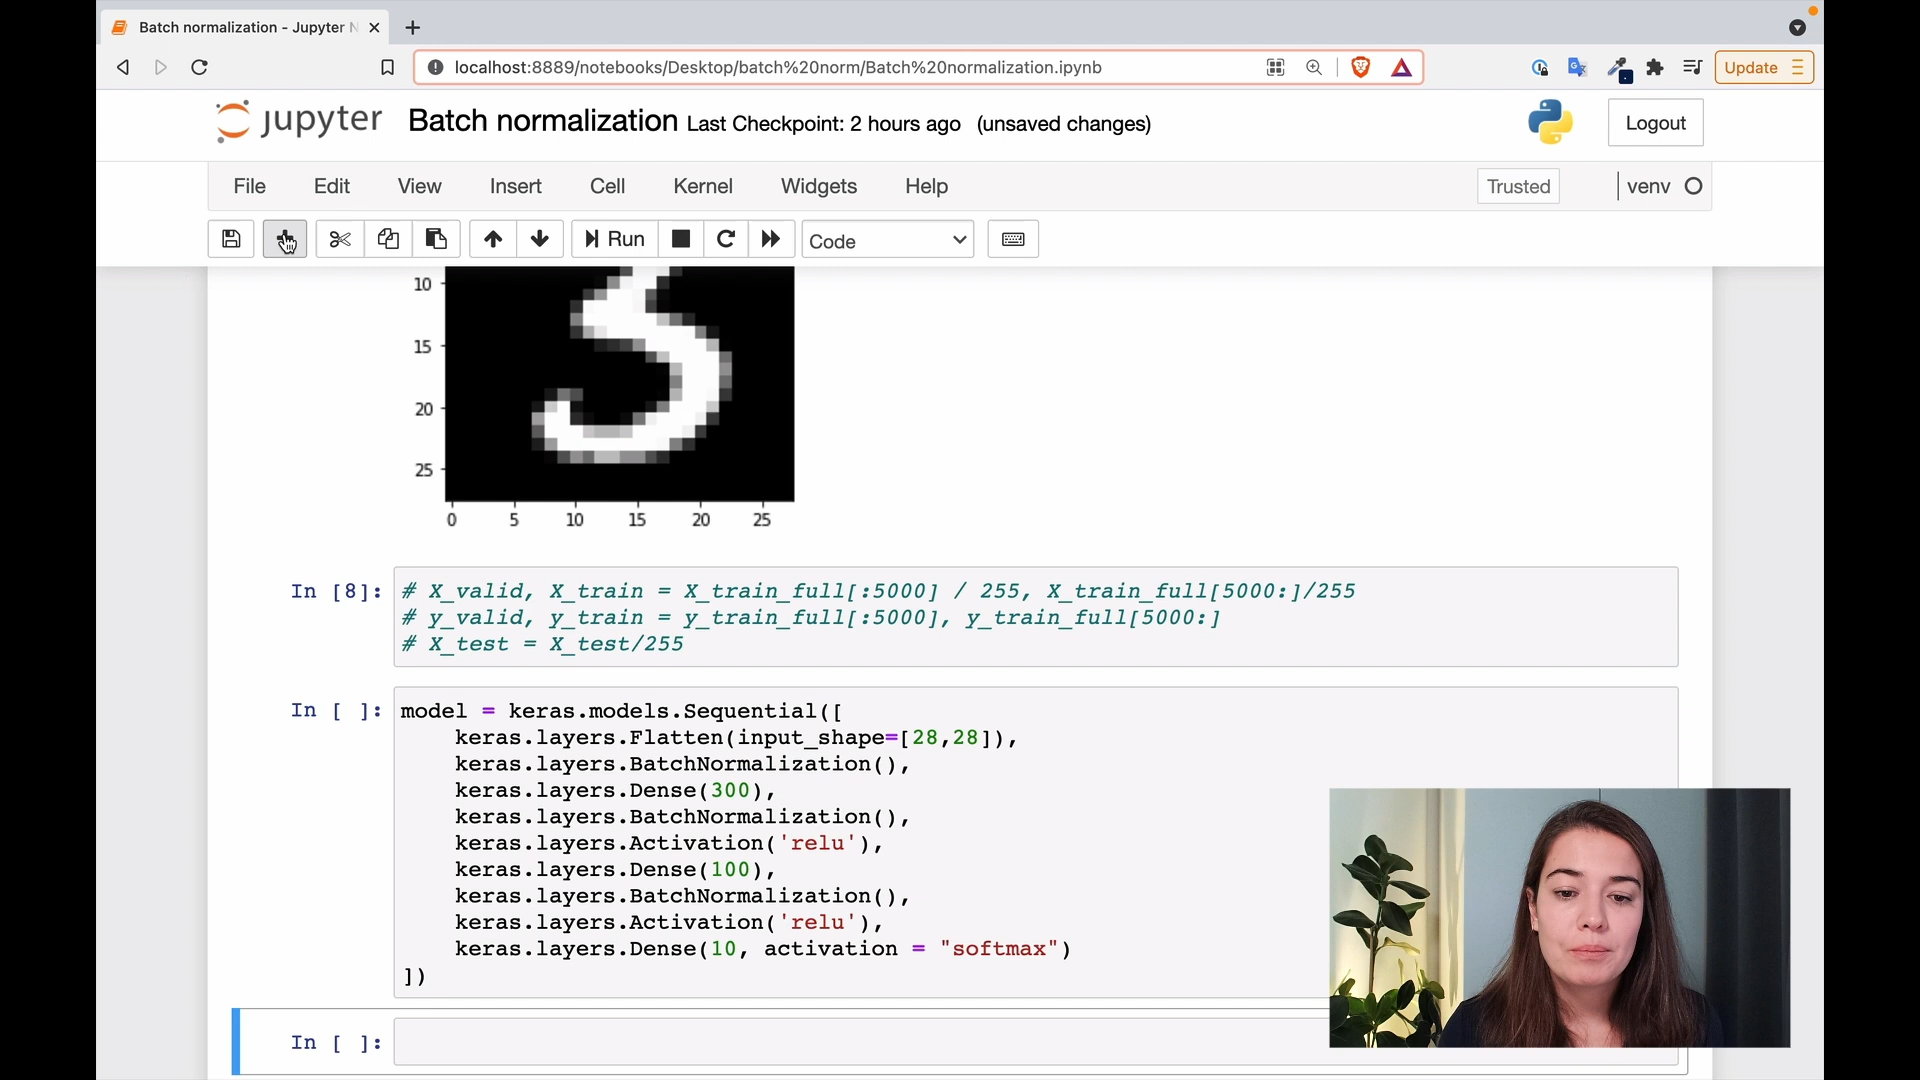 Batch normalization - Jupyter N
localhost:8889/notebooks/Desktop/batch%20norm/Batch%20normalization.ipynb
Update
jupyter Batch normalization Last Checkpoint: 2 hours ago (unsaved changes)
Logout
File Edit View Insert Cell Kernel Widgets Help
Trusted
venv
Run
Code
10
15
20
25
0 5 10 15 20 25
In [8]: # X_valid, X_train = X_train_full[:5000] / 255, X_train_full[5000:]/255
# y_valid, y_train = y_train_full[:5000], y_train_full[5000:]
# X_test = X_test/255
In [ ]: model = keras.models.Sequential([
keras.layers.Flatten(input_shape=[28,28]),
keras.layers.BatchNormalization(),
keras.layers.Dense(300),
keras.layers.BatchNormalization(),
keras.layers.Activation('relu'),
keras.layers.Dense(100),
keras.layers.BatchNormalization(),
keras.layers.Activation('relu'),
keras.layers.Dense(10, activation = "softmax")
])
In [ ]: